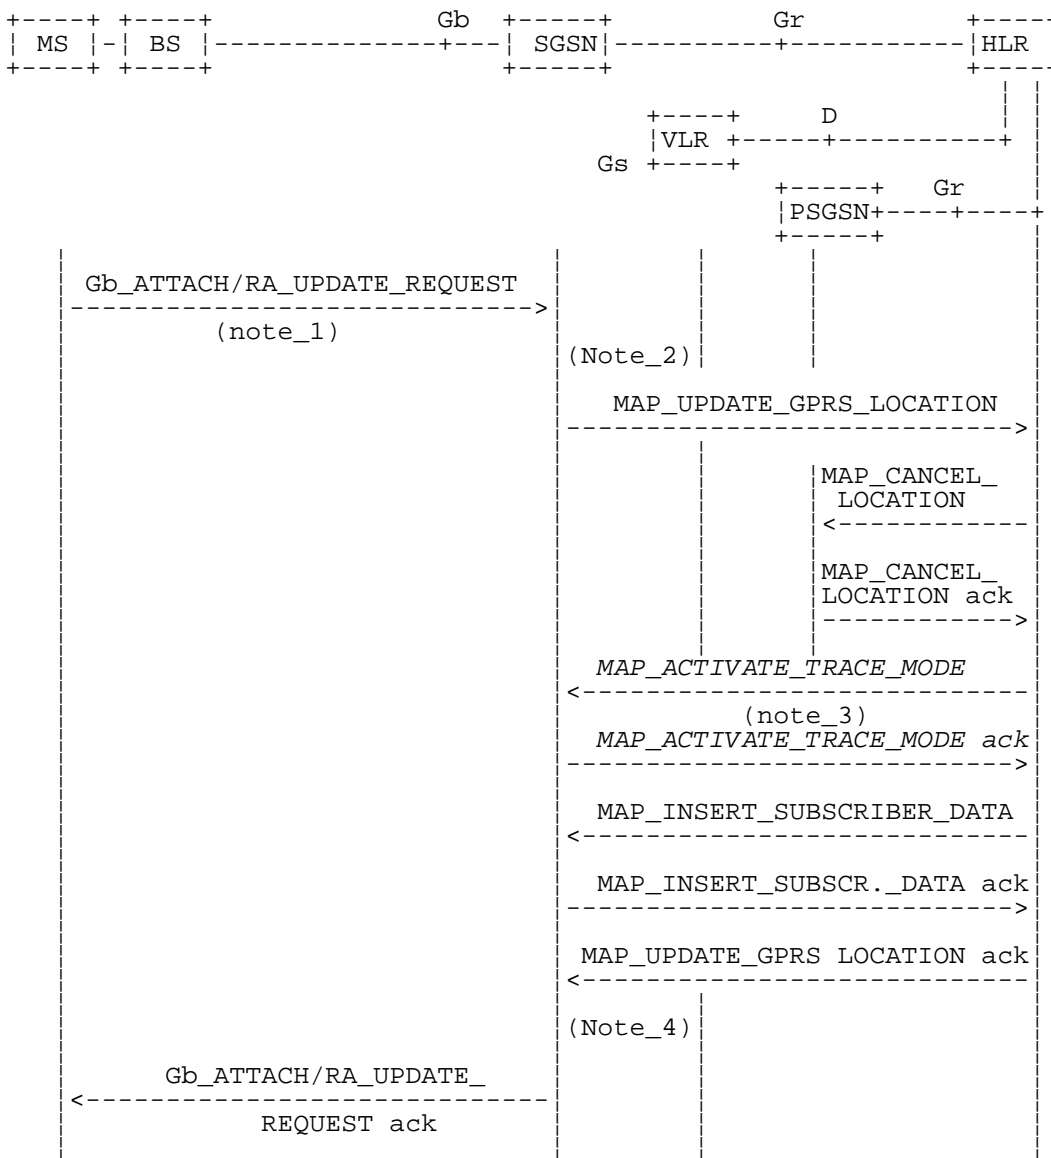 Gb Gr
MS BS SGSN HLR
D
VLR
Gs
Gr
PSGSN
Gb_ATTACH/RA_UPDATE_REQUEST
(note_1)
(Note_2)
MAP_UPDATE_GPRS_LOCATION
MAP_CANCEL_
LOCATION
MAP_CANCEL_
LOCATION ack
MAP_ACTIVATE_TRACE_MODE
(note_3)
MAP_ACTIVATE_TRACE_MODE ack
MAP_INSERT_SUBSCRIBER_DATA
MAP_INSERT_SUBSCR._DATA ack
MAP_UPDATE_GPRS LOCATION ack
(Note_4)
Gb_ATTACH/RA_UPDATE_
REQUEST ack